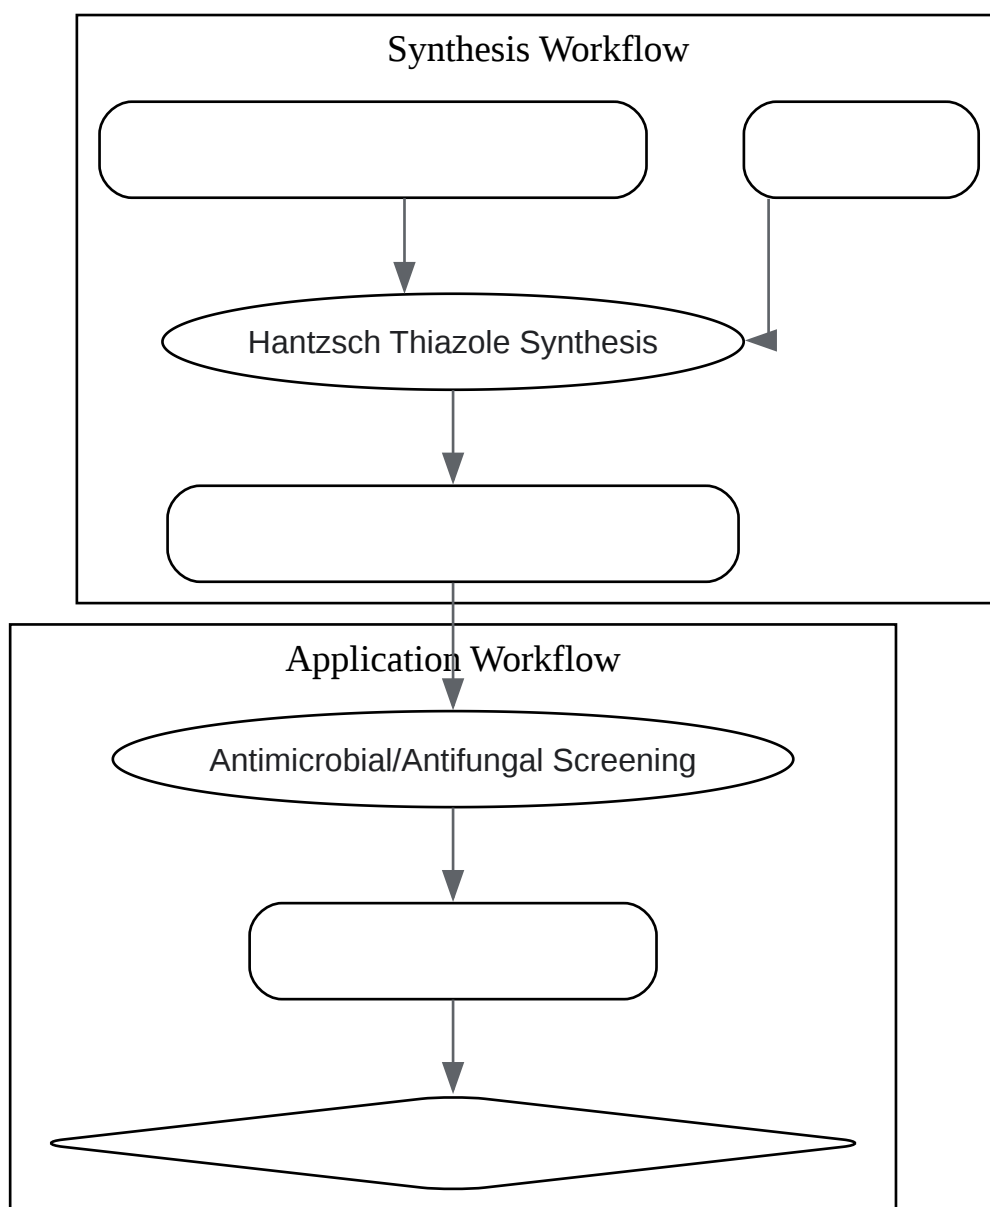 Synthesis Workflow
Hantzsch Thiazole Synthesis
Application Workflow
Antimicrobial/Antifungal Screening